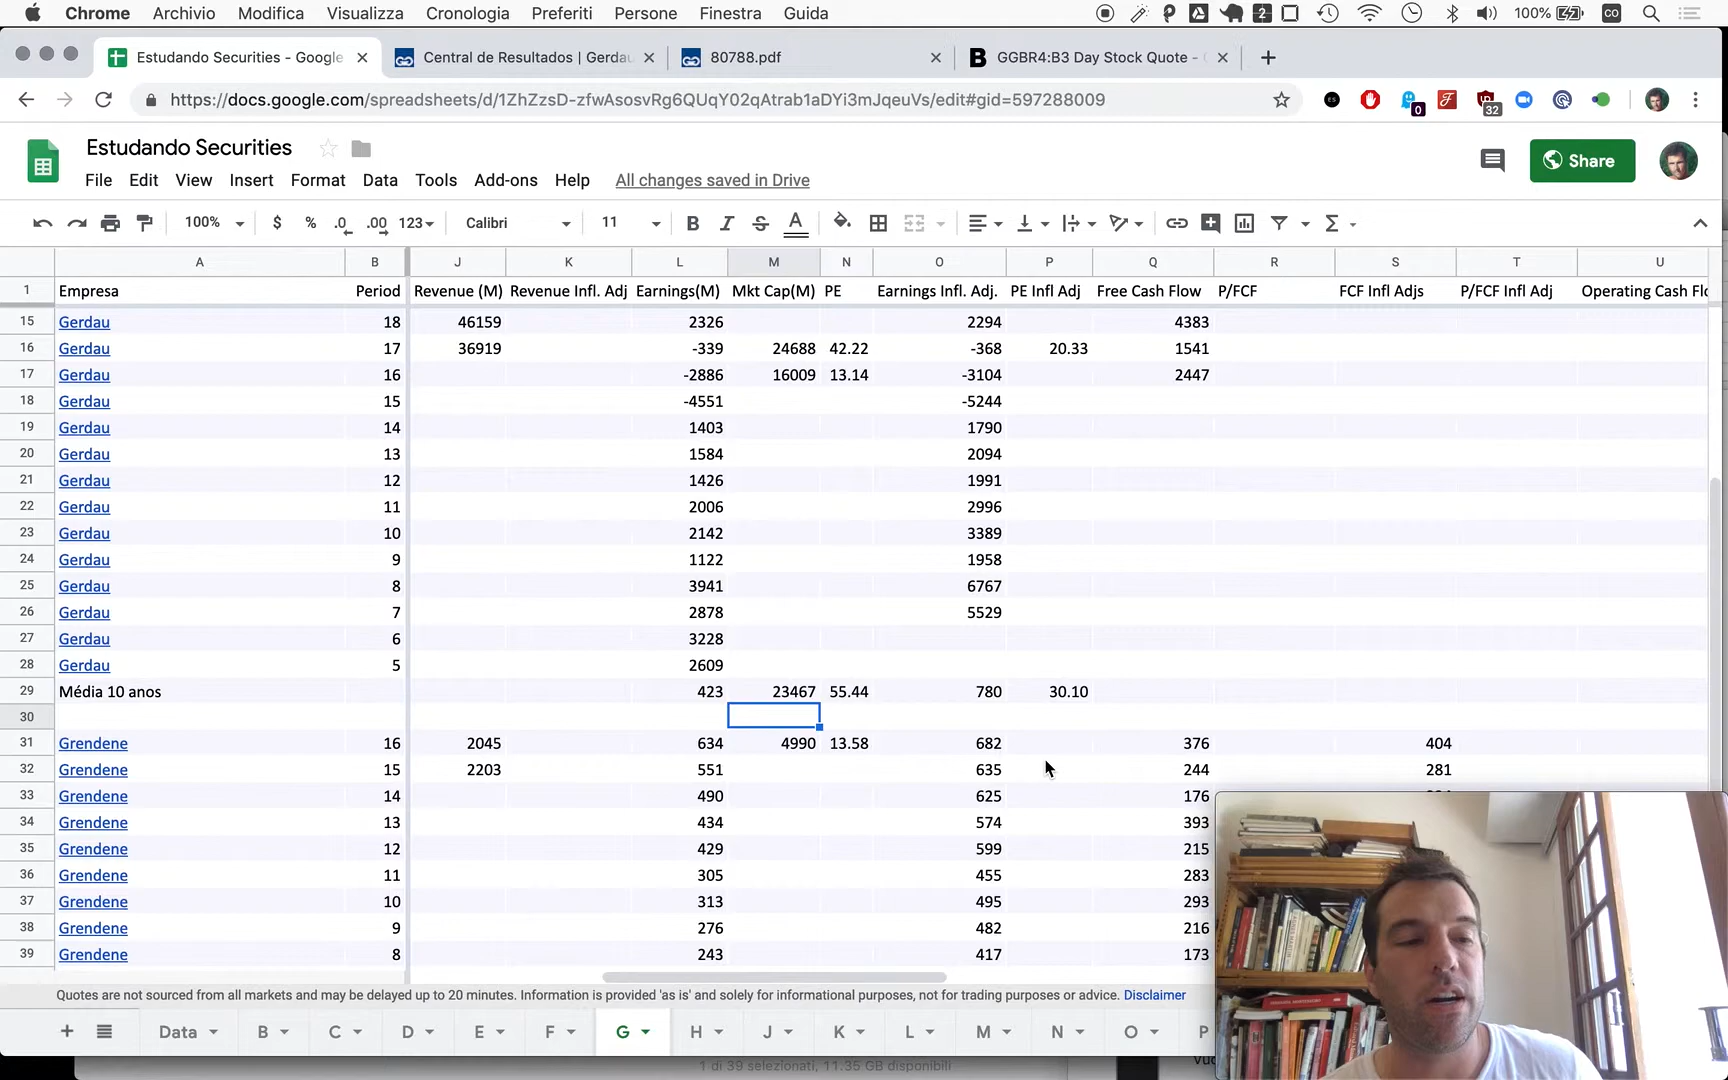 Chrome Archivio Modifica Visualizza Cronologia Preferiti Persone Finestra Guida 2 100% CO
Estudando Securities - Google Central de Resultados | Gerdau 80788.pdf B GGBR4:B3 Day Stock Quote -
https://docs.google.com/spreadsheets/d/1ZhZzsD-zfwAsosvRg6QUqY02qAtrab1aDYi3mJqeuVs/edit#gid=597288009 0 32
Estudando Securities
Share
File Edit View Insert Format Data Tools Add-ons Help All changes saved in Drive
100% $ % .0 .00 123 Calibri 11 B I S A Σ
A B J K L M N O P Q R S T U
1 Empresa Period Revenue (M) Revenue Infl. Adj Earnings(M) Mkt Cap(M) PE Earnings Infl. Adj. PE Infl Adj Free Cash Flow P/FCF FCF Infl Adjs P/FCF Infl Adj Operating Cash Flo
15 Gerdau 18 46159 2326 2294 4383
16 Gerdau 17 36919 -339 24688 42.22 -368 20.33 1541
17 Gerdau 16 -2886 16009 13.14 -3104 2447
18 Gerdau 15 -4551 -5244
19 Gerdau 14 1403 1790
20 Gerdau 13 1584 2094
21 Gerdau 12 1426 1991
22 Gerdau 11 2006 2996
23 Gerdau 10 2142 3389
24 Gerdau 9 1122 1958
25 Gerdau 8 3941 6767
26 Gerdau 7 2878 5529
27 Gerdau 6 3228
28 Gerdau 5 2609
29 Média 10 anos 423 23467 55.44 780 30.10
30
31 Grendene 16 2045 634 4990 13.58 682 376 404
32 Grendene 15 2203 551 635 244 281
33 Grendene 14 490 625 176
34 Grendene 13 434 574 393
35 Grendene 12 429 599 215
36 Grendene 11 305 455 283
37 Grendene 10 313 495 293
38 Grendene 9 276 482 216
39 Grendene 8 243 417 173
Quotes are not sourced from all markets and may be delayed up to 20 minutes. Information is provided 'as is' and solely for informational purposes, not for trading purposes or advice. Disclaimer
+ Data B C D E F G H J K L M N O P
1 di 39 selezionati, 11.35 GB disponibili